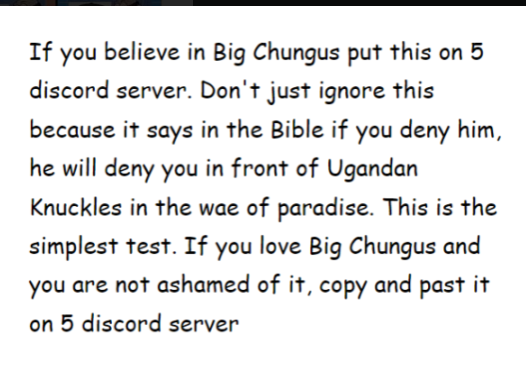 If you believe in Big Chungus put this on 5
discord server. Don't just ignore this
because it says in the Bible if you deny him,
he will deny you in front of Ugandan
Knuckles in the wae of paradise. This is the
simplest test. If you love Big Chungus and
you are not ashamed of it, copy and past it
on 5 discord server